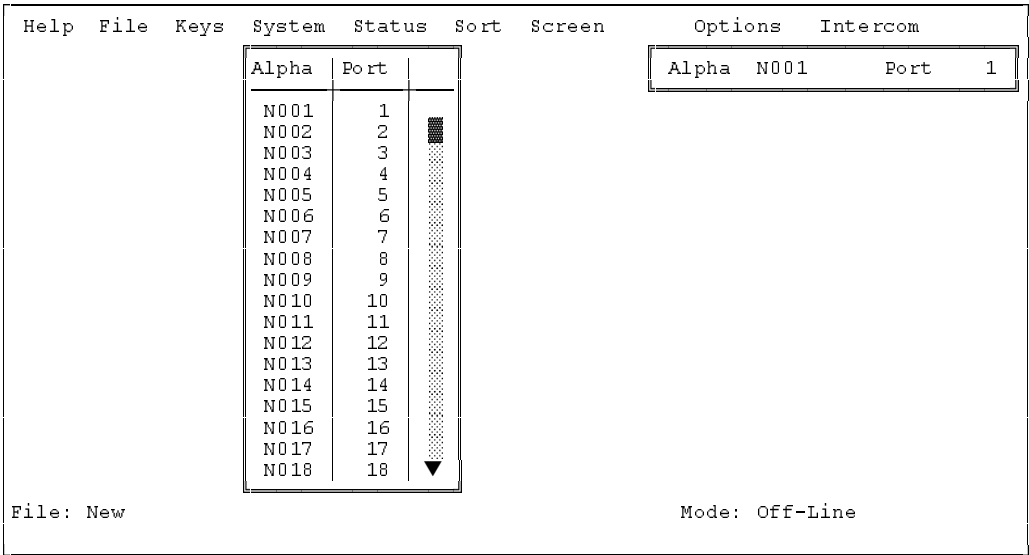 Help File Keys System Status Sort Screen Options Intercom
Alpha Port
Alpha N001 Port 1
N001 1
N002 2
N003 3
N004 4
N005 5
N006 6
N007 7
N008 8
N009 9
N010 10
N011 11
N012 12
N013 13
N014 14
N015 15
N016 16
N017 17
N018 18
File: New
Mode: Off-Line